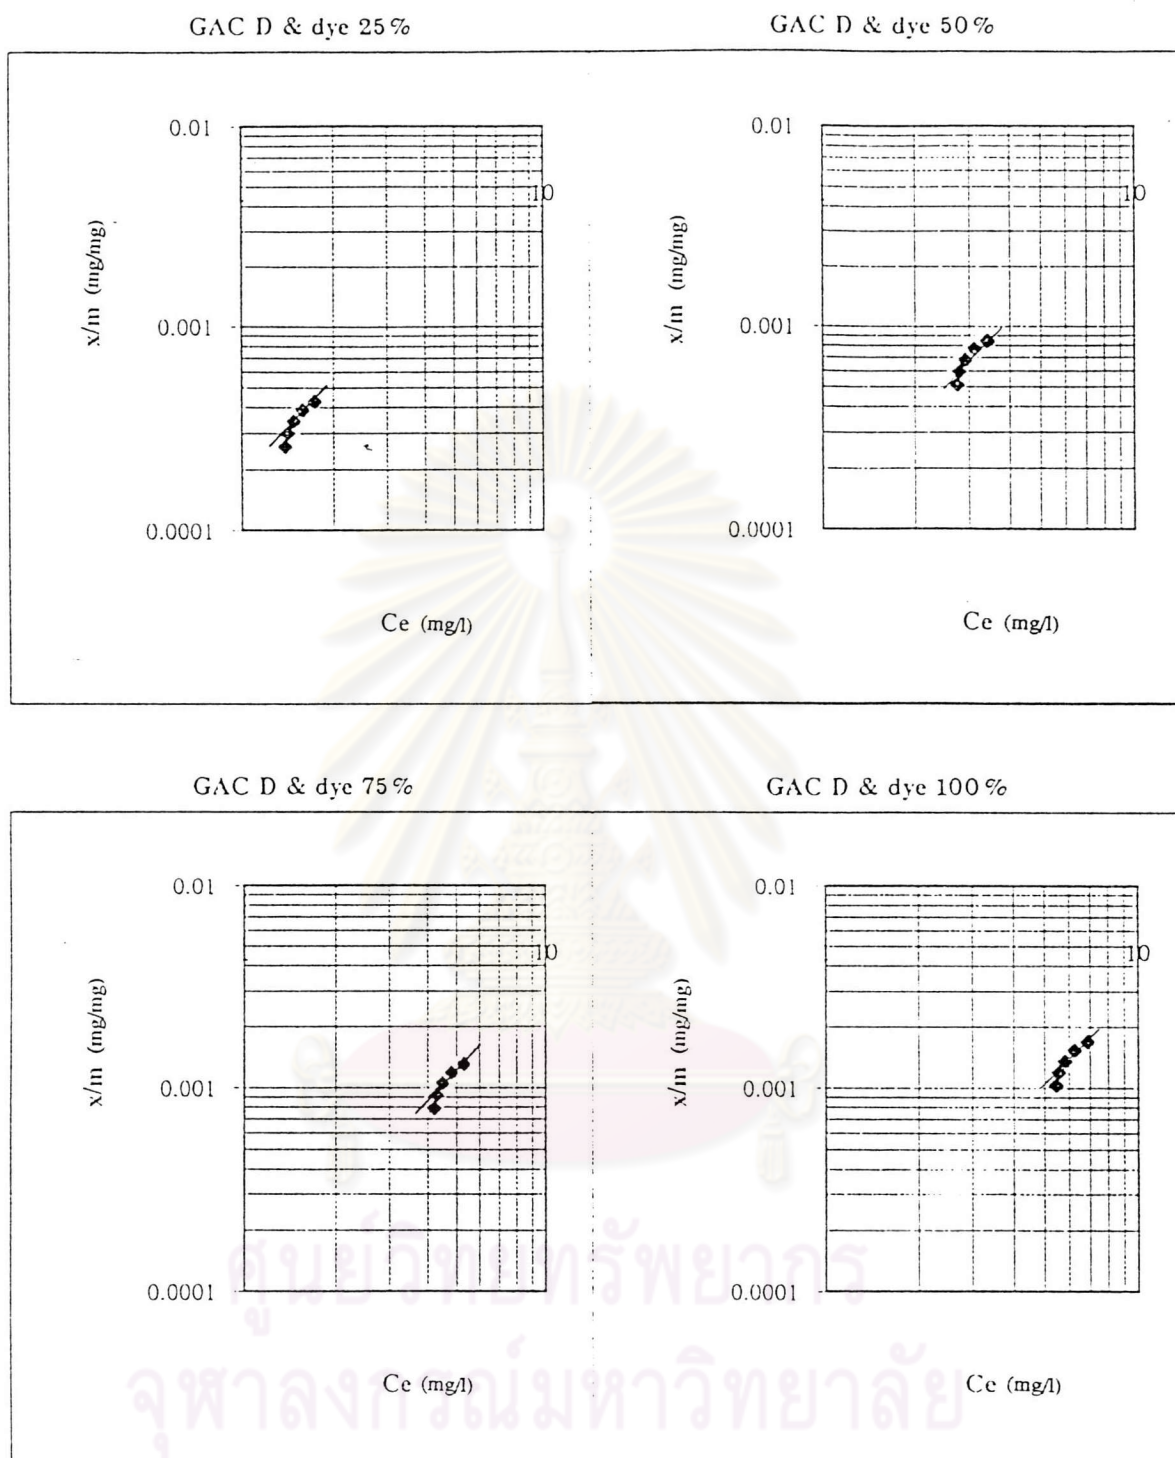 GAC D & dye 25%
0.01
10
x/m (mg/mg)
0.001
0.0001
Ce (mg/l)
GAC D & dye 50%
0.01
10
x/m (mg/mg)
0.001
0.0001
Ce (mg/l)
GAC D & dye 75%
0.01
10
x/m (mg/mg)
0.001
0.0001
Ce (mg/l)
GAC D & dye 100%
0.01
10
x/m (mg/mg)
0.001
0.0001
Ce (mg/l)
ศูนย์วิทยทรัพยากร
จุฬาลงกรณ์มหาวิทยาลัย